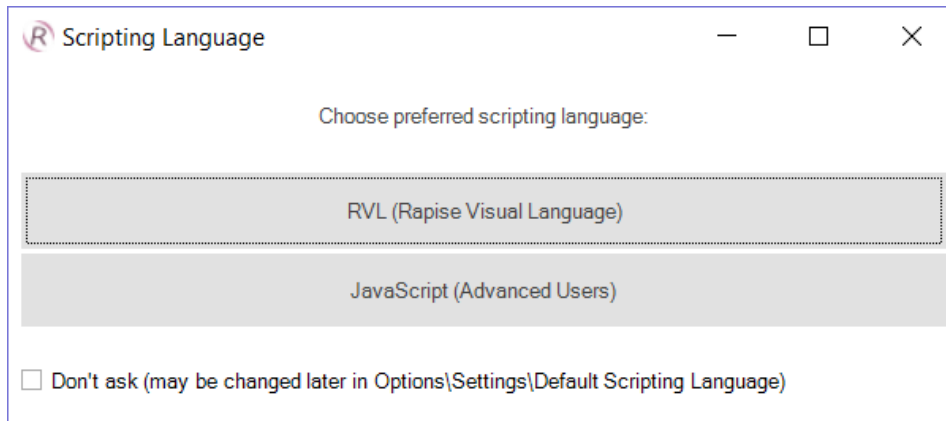 R Scripting Language
Choose preferred scripting language:
RVL (Rapise Visual Language)
JavaScript (Advanced Users)
Don't ask (may be changed later in Options\Settings\Default Scripting Language)